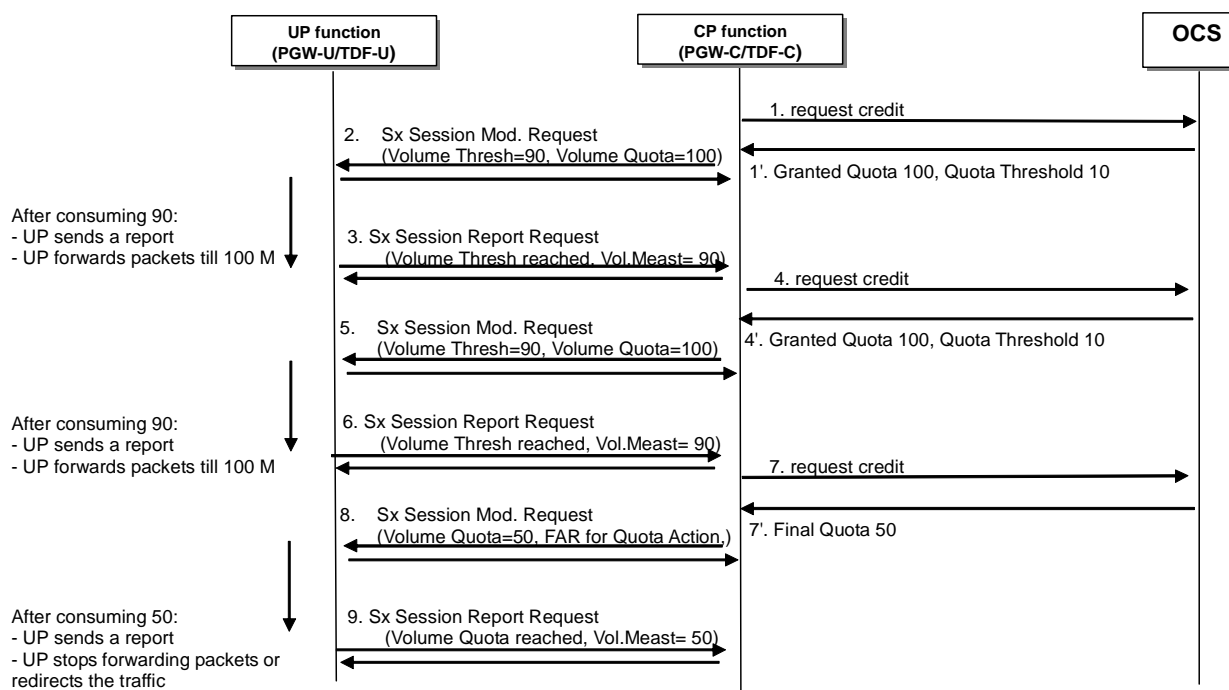 UP function
(PGW-U/TDF-U)
CP function
(PGW-C/TDF-C)
OCS
1. request credit
2. Sx Session Mod. Request
(Volume Thresh=90, Volume Quota=100)
1'. Granted Quota 100, Quota Threshold 10
After consuming 90:
- UP sends a report
- UP forwards packets till 100 M
3. Sx Session Report Request
(Volume Thresh reached, Vol.Meast= 90)
4. request credit
5. Sx Session Mod. Request
(Volume Thresh=90, Volume Quota=100)
4'. Granted Quota 100, Quota Threshold 10
After consuming 90:
- UP sends a report
- UP forwards packets till 100 M
6. Sx Session Report Request
(Volume Thresh reached, Vol.Meast= 90)
7. request credit
8. Sx Session Mod. Request
(Volume Quota=50, FAR for Quota Action,)
7'. Final Quota 50
After consuming 50:
- UP sends a report
- UP stops forwarding packets or
redirects the traffic
9. Sx Session Report Request
(Volume Quota reached, Vol.Meast= 50)